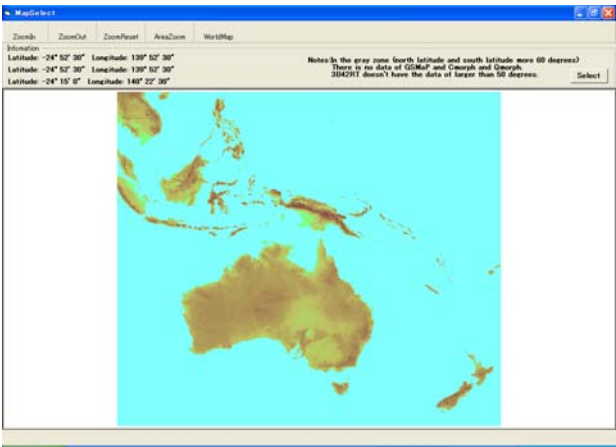 MapSelect
ZoomIn ZoomOut ZoomReset AreaZoom WorldMap
Infomation
Latitude: -24° 52' 30" Longitude: 139° 52' 30"
Latitude: -24° 52' 30" Longitude: 139° 52' 30"
Latitude: -24° 15' 0" Longitude: 140° 22' 30"
Notes:In the gray zone (north latitude and south latitude more 60 degrees)
There is no data of GSMaP and Cmorph and Qmorph.
3B42RT doesn't have the data of larger than 50 degrees.
Select